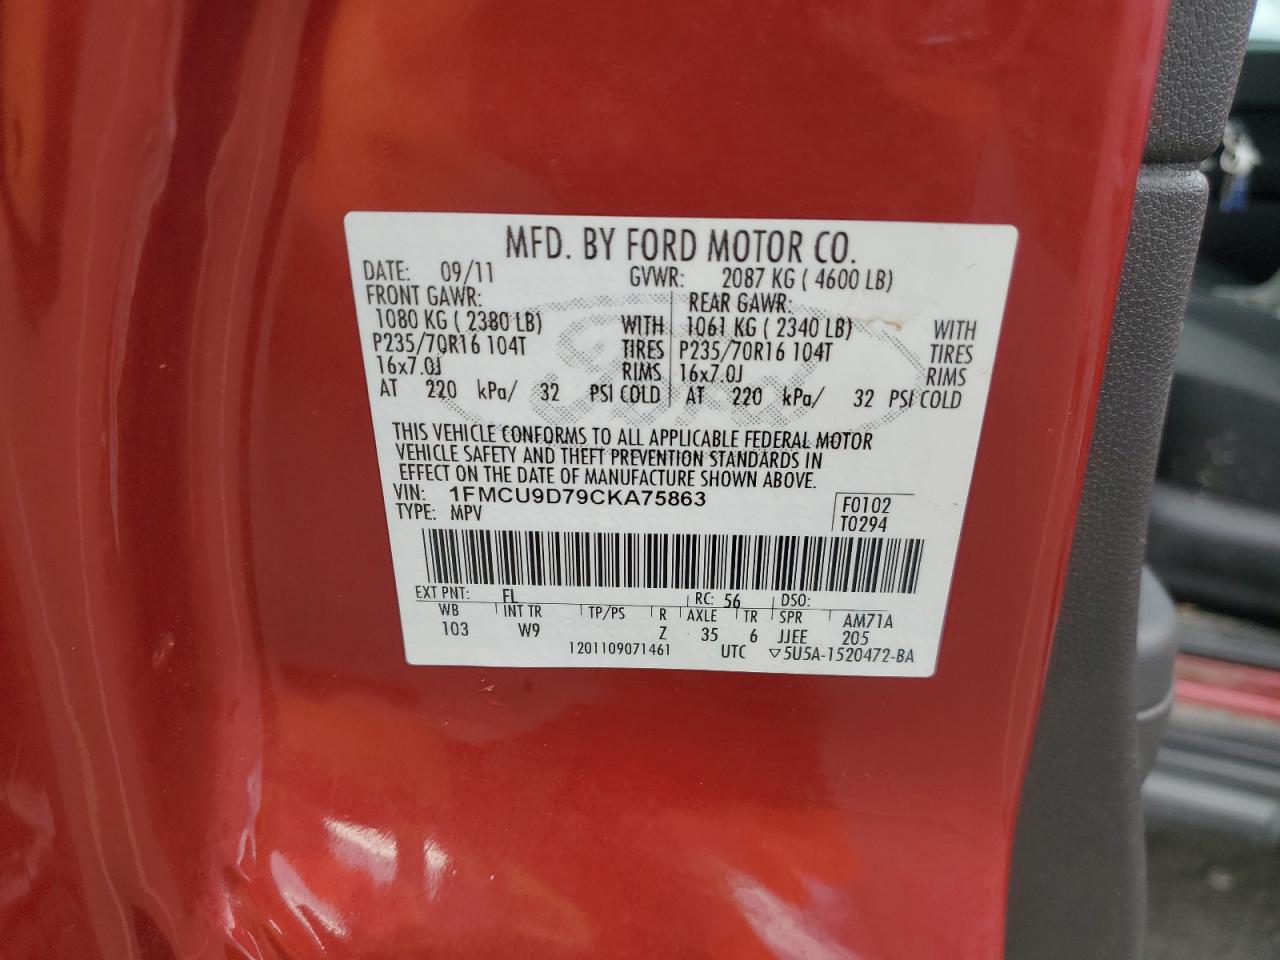 MFD. BY FORD MOTOR CO.
DATE: 09/11 GVWR: 2087 KG ( 4600 LB)
FRONT GAWR: REAR GAWR:
1080 KG ( 2380 LB) WITH 1061 KG ( 2340 LB) WITH
P235/70R16 104T TIRES P235/70R16 104T TIRES
16x7.0J RIMS 16x7.0J RIMS
AT 220 kPa/ 32 PSI COLD AT 220 kPa/ 32 PSI COLD
Ford
THIS VEHICLE CONFORMS TO ALL APPLICABLE FEDERAL MOTOR
VEHICLE SAFETY AND THEFT PREVENTION STANDARDS IN
EFFECT ON THE DATE OF MANUFACTURE SHOWN ABOVE.
VIN: 1FMCU9D79CKA75863 F0102
TYPE: MPV T0294
EXT PNT: FL RC: 56 DSO:
WB INT TR TP/PS R AXLE TR SPR AM71A
103 W9 Z 35 6 JJEE 205
1201109071461 UTC ▽5U5A-1520472-BA